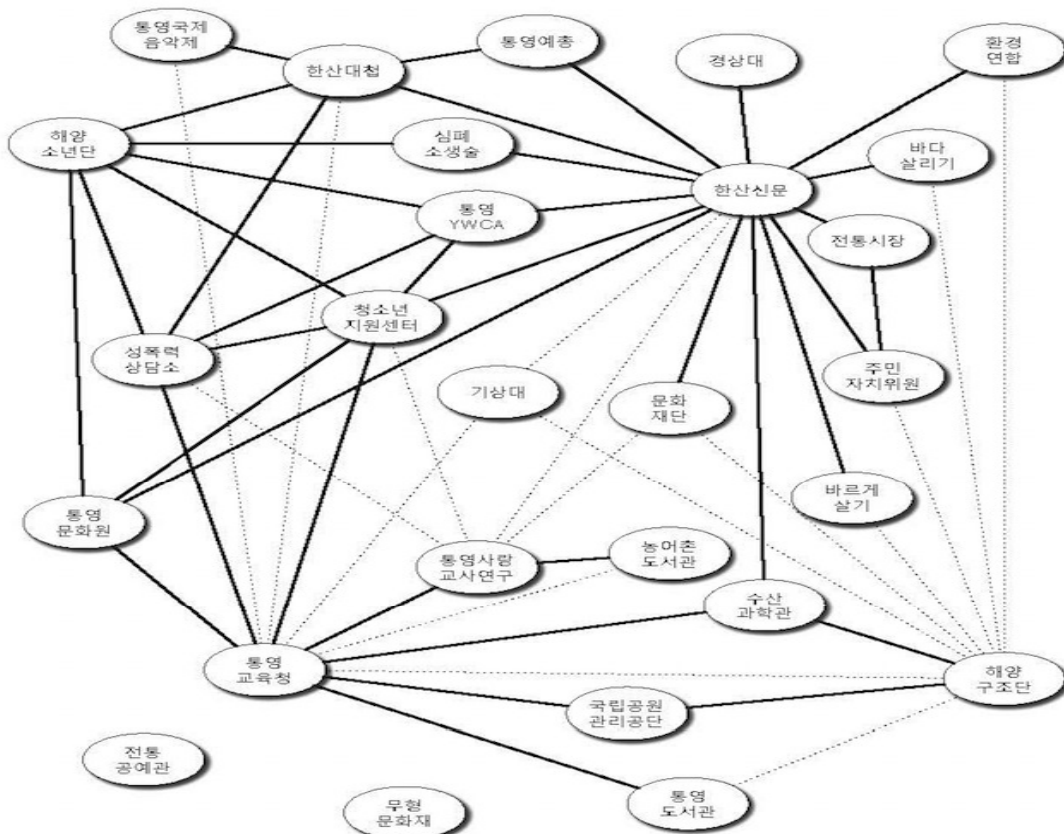 통영국제
음악제
한산대첩
통영예총
경상대
환경
연합
해양
소년단
심폐
소생술
바다
살리기
한산신문
통영
YWCA
전통시장
청소년
지원센터
성폭력
상담소
기상대
문화
재단
주민
자치위원
통영
문화원
바르게
살기
통영사랑
교사연구
농어촌
도서관
수산
과학관
통영
교육청
해양
구조단
국립공원
관리공단
전통
공예관
무형
문화재
통영
도서관